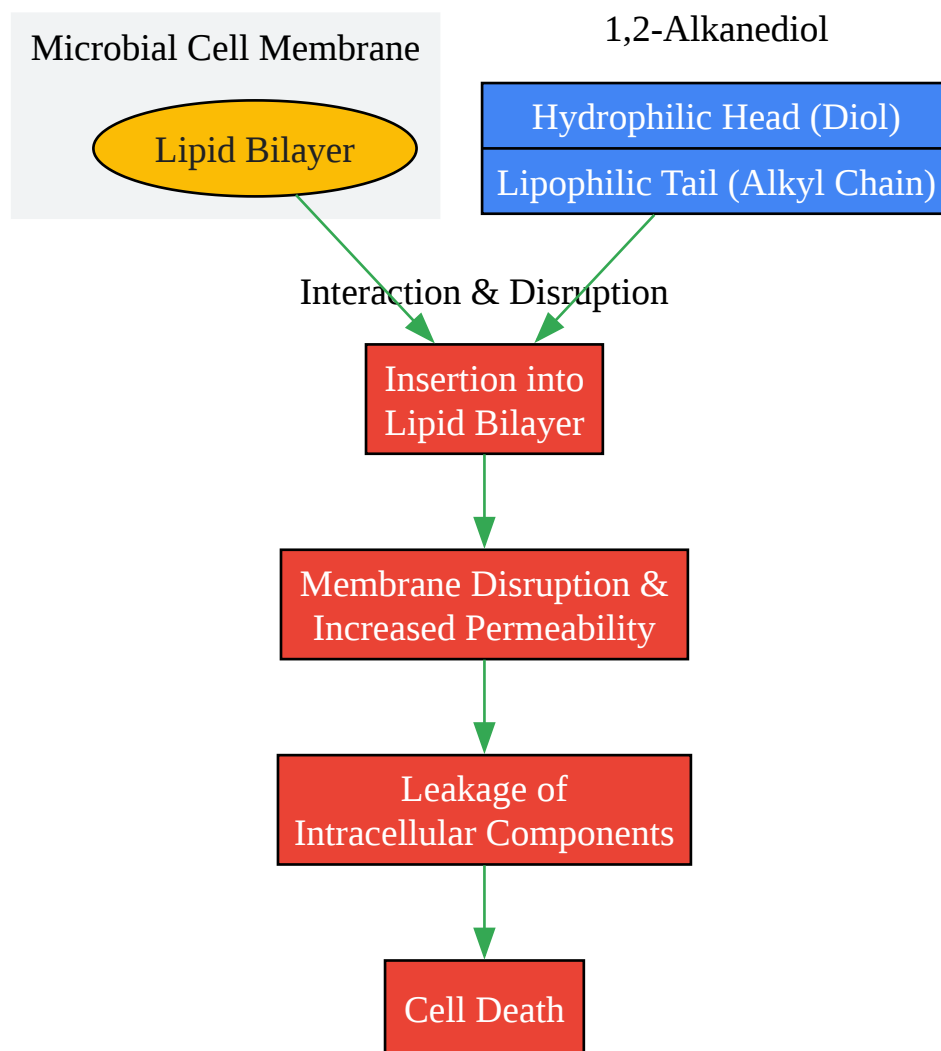 Microbial Cell Membrane
Lipid Bilayer
1,2-Alkanediol
Hydrophilic Head (Diol)
Lipophilic Tail (Alkyl Chain)
Interaction & Disruption
Insertion into
Lipid Bilayer
Membrane Disruption &
Increased Permeability
Leakage of
Intracellular Components
Cell Death